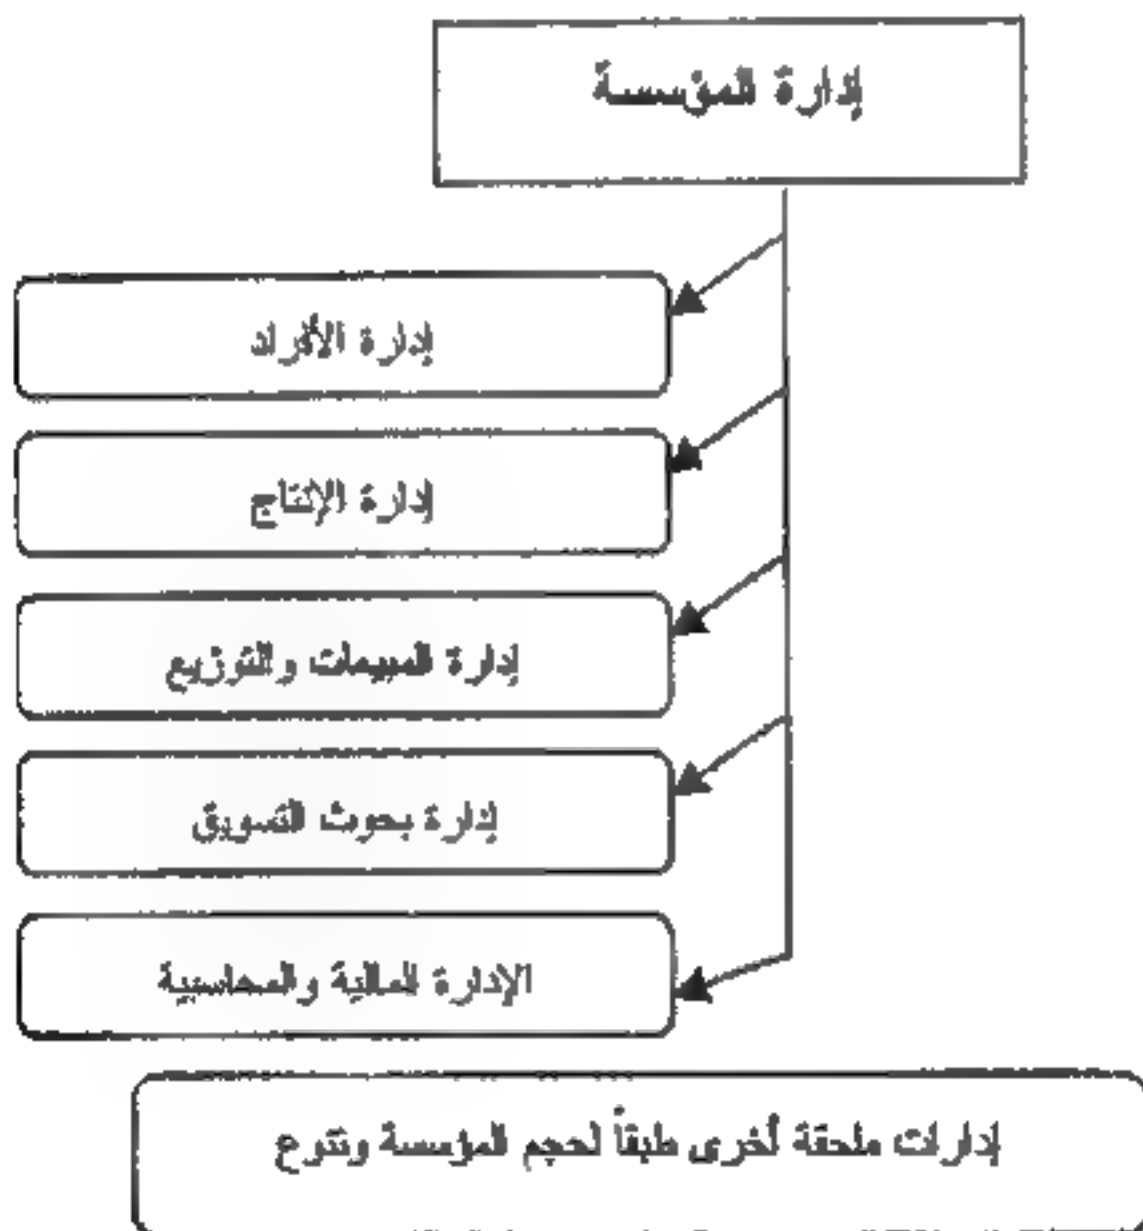 إدارة المؤسسة
إدارة الأفراد
إدارة الإنتاج
إدارة المبيعات والتوزيع
إدارة بحوث التسويق
الإدارة المالية والمحاسبية
إدارات ملحقة أخرى طبقاً لحجم المؤسسة وتنوع